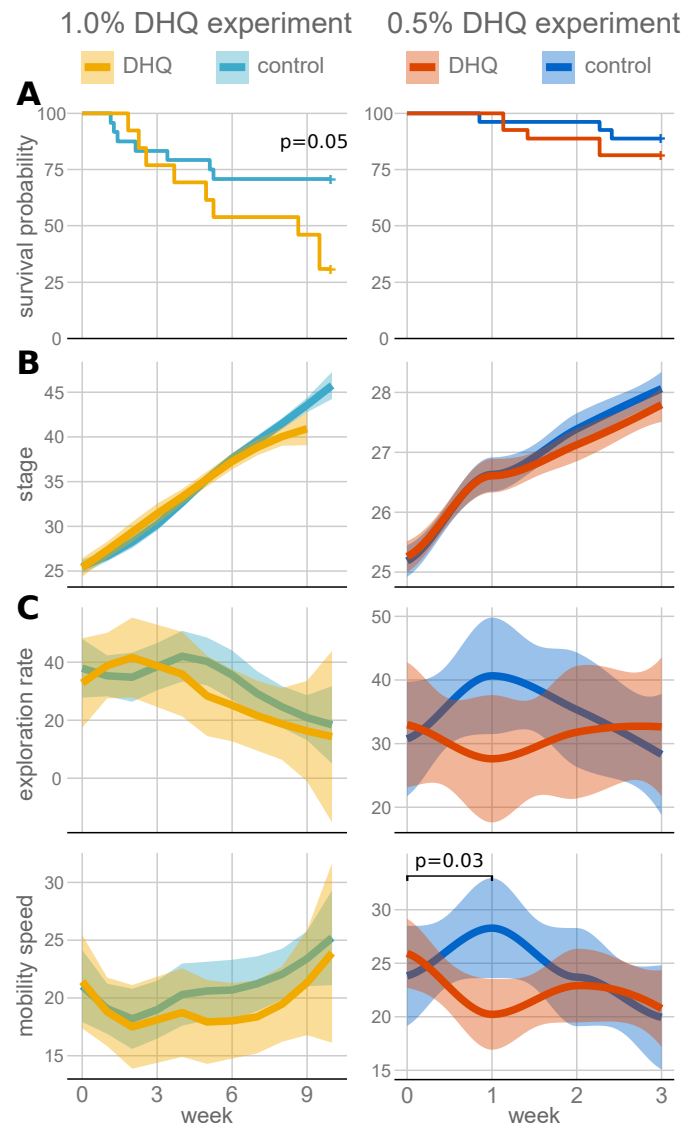 1.0% DHQ experiment 0.5% DHQ experiment
DHQ control DHQ control
A
survival probability
100
75
50
25
0
p=0.05
100
75
50
25
0
B
stage
45
40
35
30
25
28
27
26
25
C
exploration rate
40
20
0
50
40
30
20
mobility speed
30
25
20
15
p=0.03
30
25
20
15
0 3 6 9
week
0 1 2 3
week